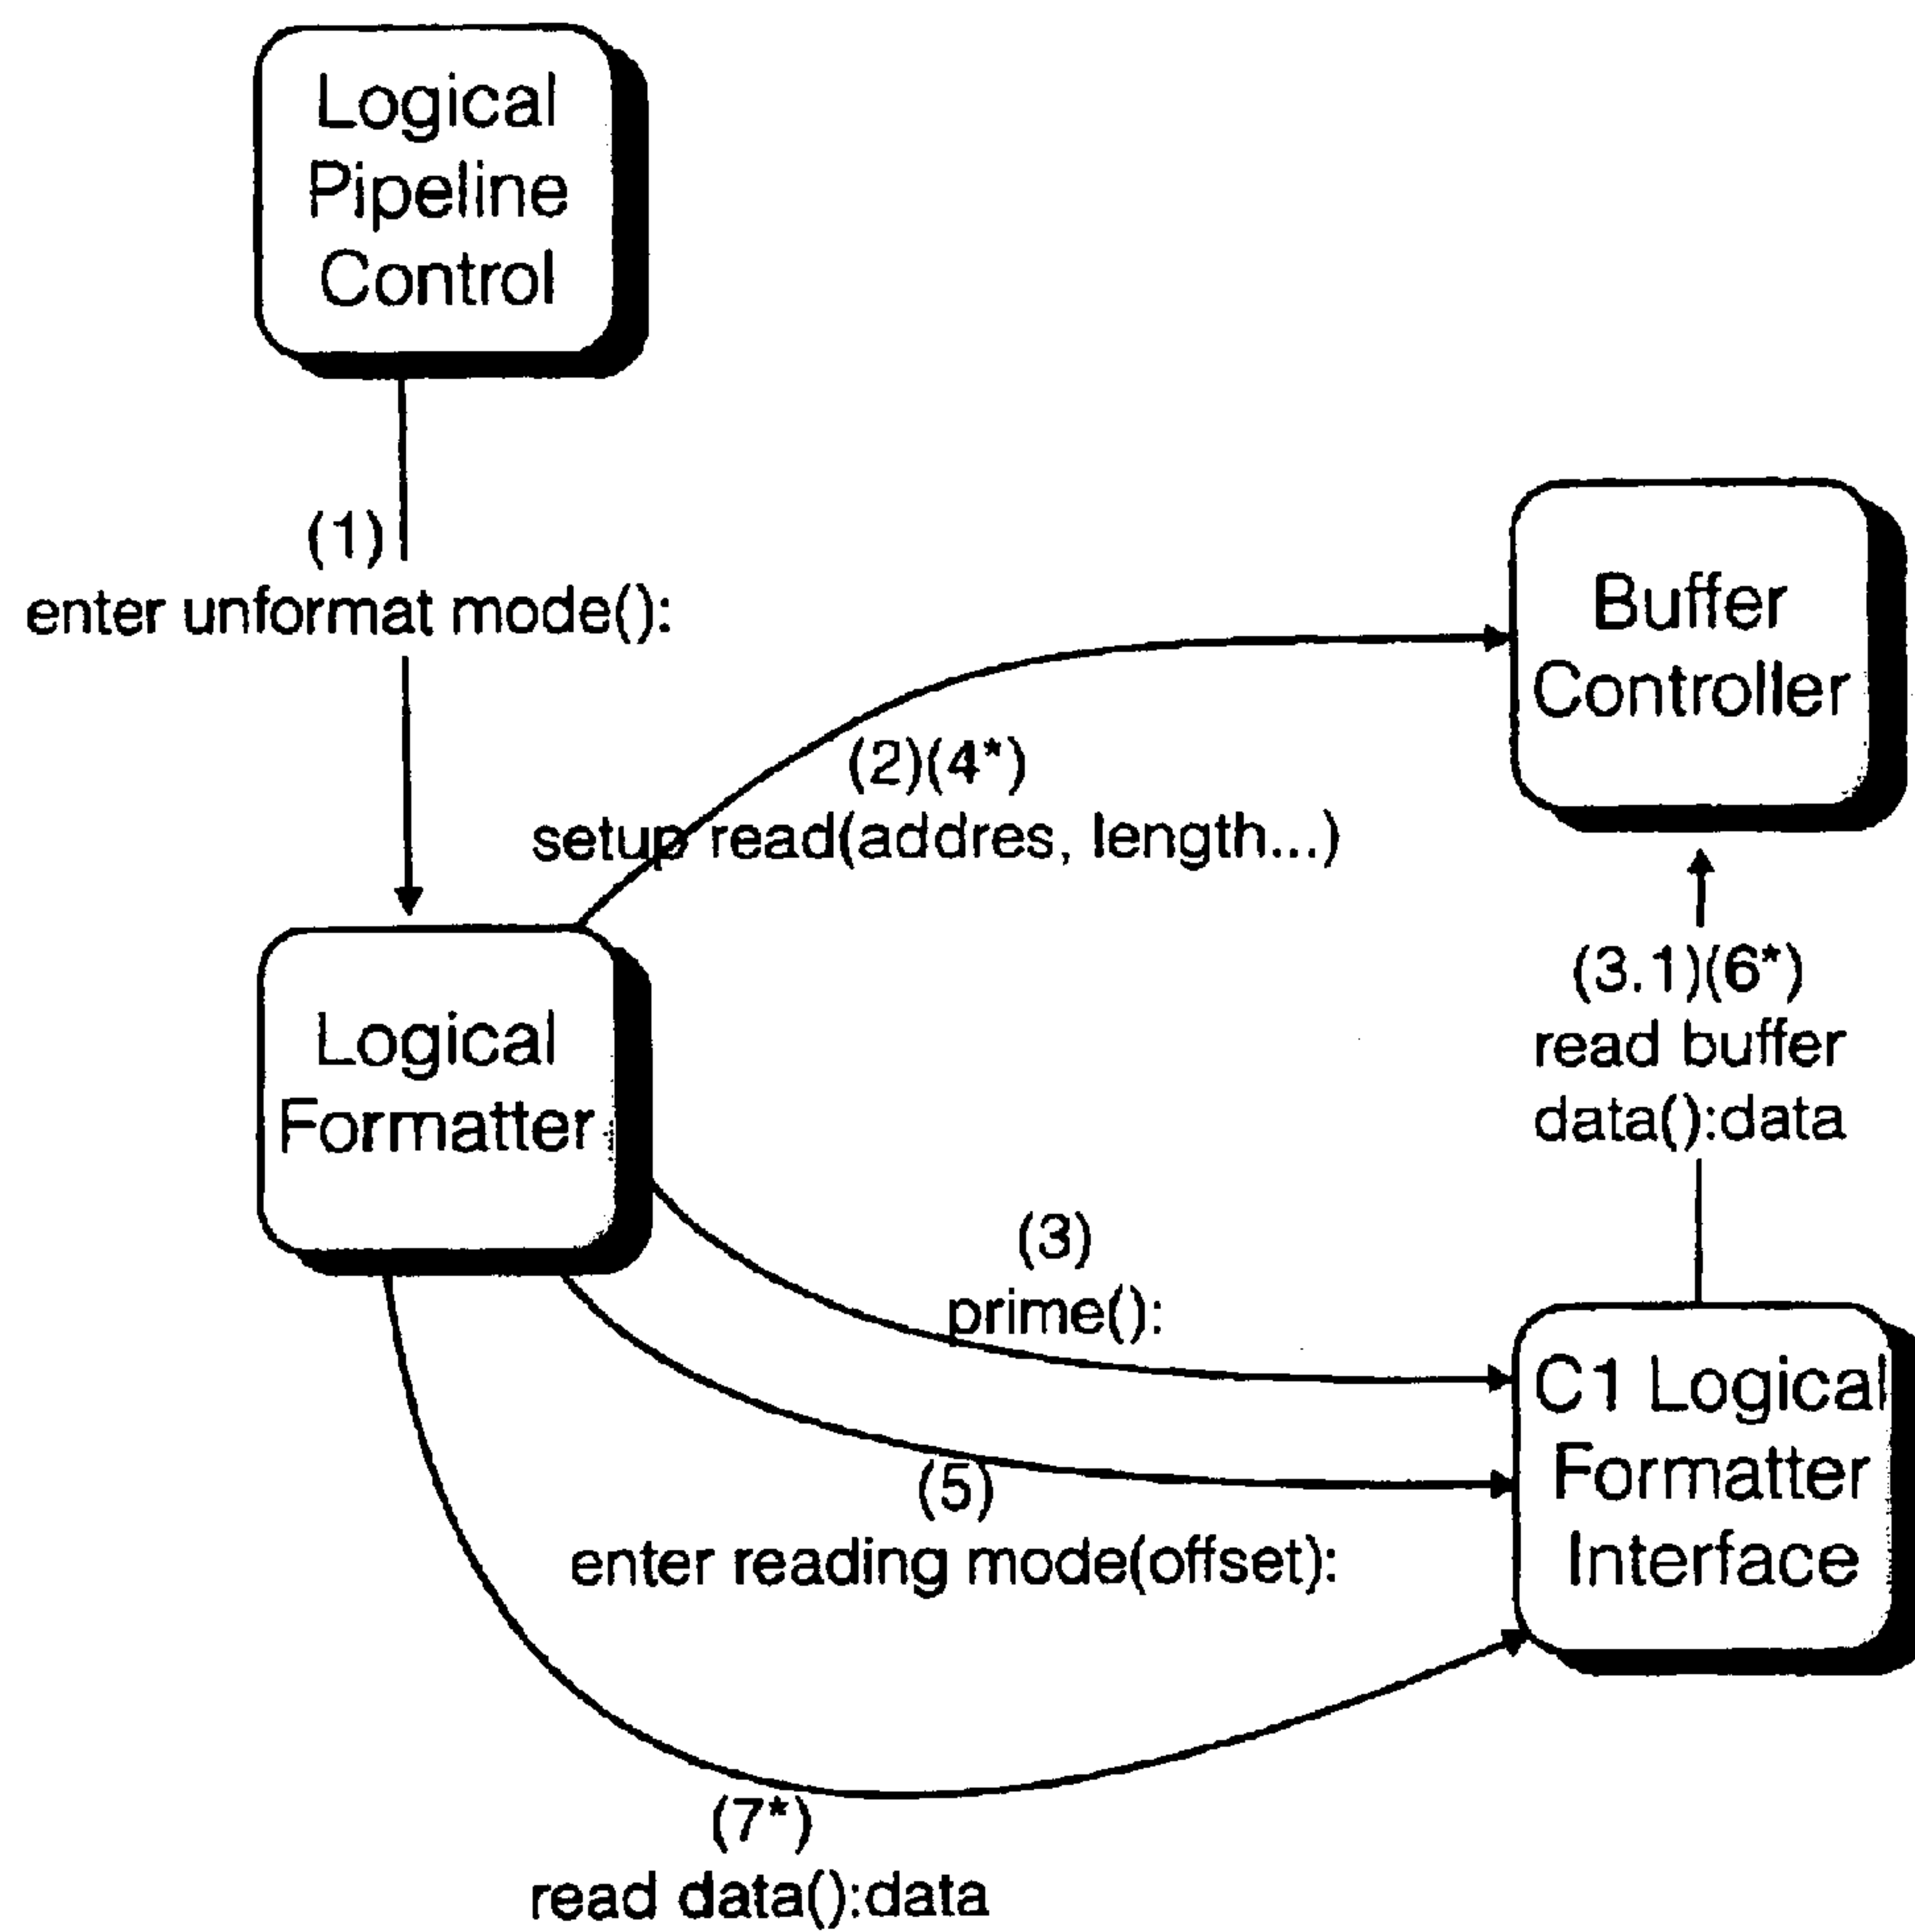 Logical
Pipeline
Control
(1)
enter unformat mode():
Buffer
Controller
(2)(4*)
setup read(addres, length...)
Logical
Formatter
(3.1)(6*)
read buffer
data():data
(3)
prime():
C1 Logical
Formatter
Interface
(5)
enter reading mode(offset):
(7*)
read data():data